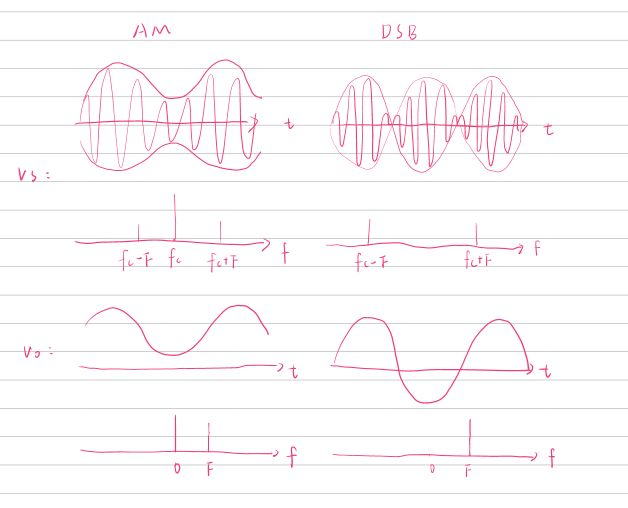 AM DSB
t t
Vs:
fc-F fc fc+F f fc-F fc+F f
Vo:
t t
0 F f 0 F f